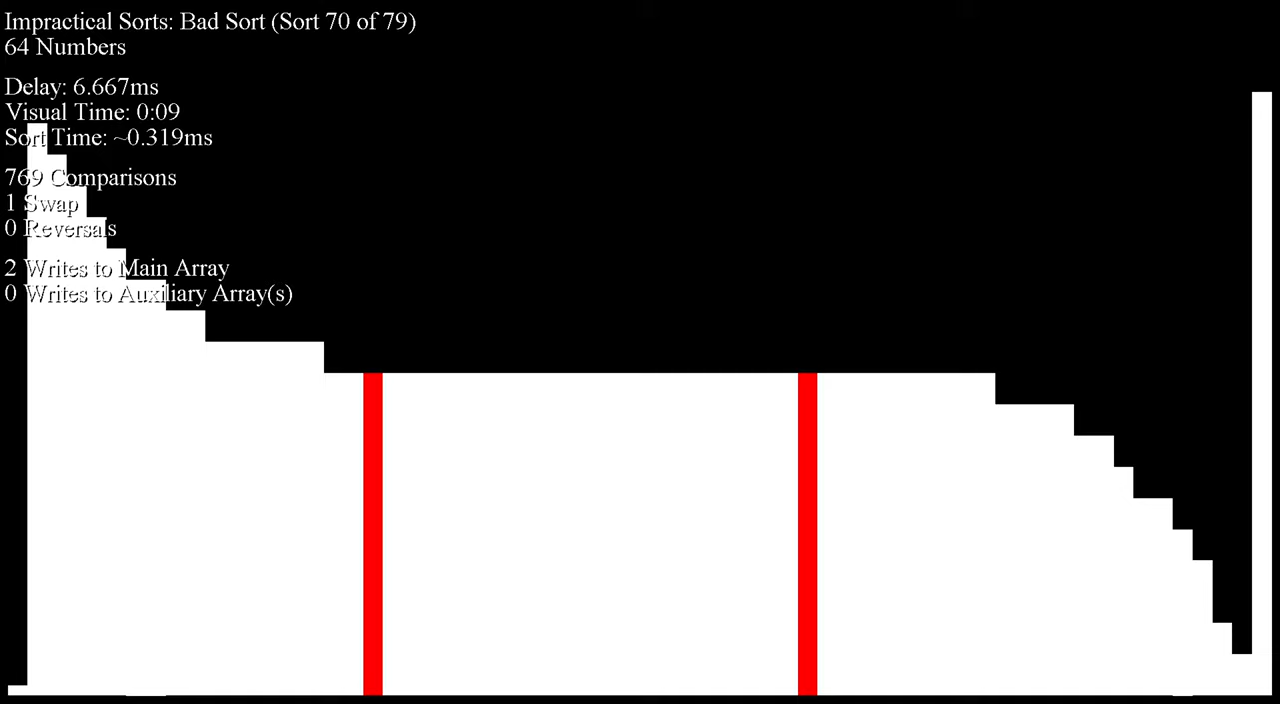 Impractical Sorts: Bad Sort (Sort 70 of 79)
64 Numbers
Delay: 6.667ms
Visual Time: 0:09
Sort Time: ~0.319ms
769 Comparisons
1 Swap
0 Reversals
2 Writes to Main Array
0 Writes to Auxiliary Array(s)